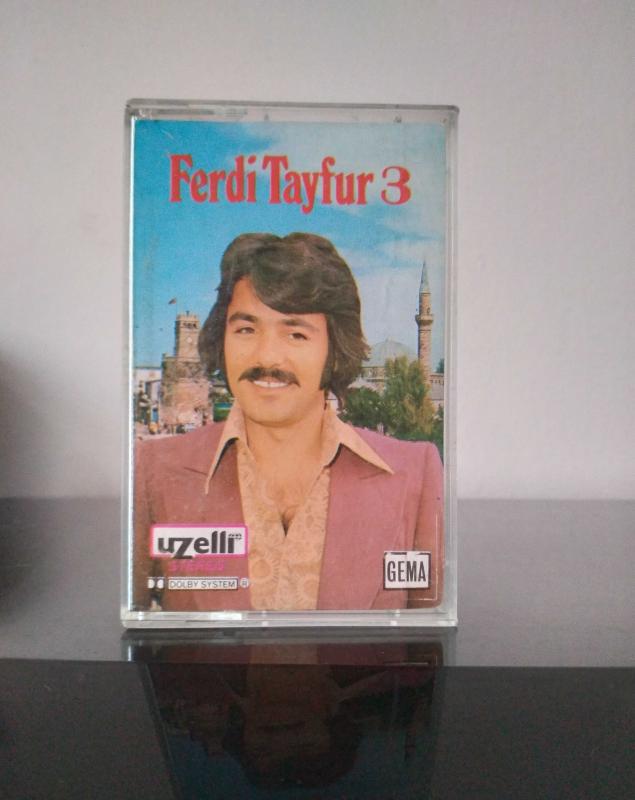 Ferdi Tayfur 3
uzelli
STEREO
DOLBY SYSTEM ®
GEMA